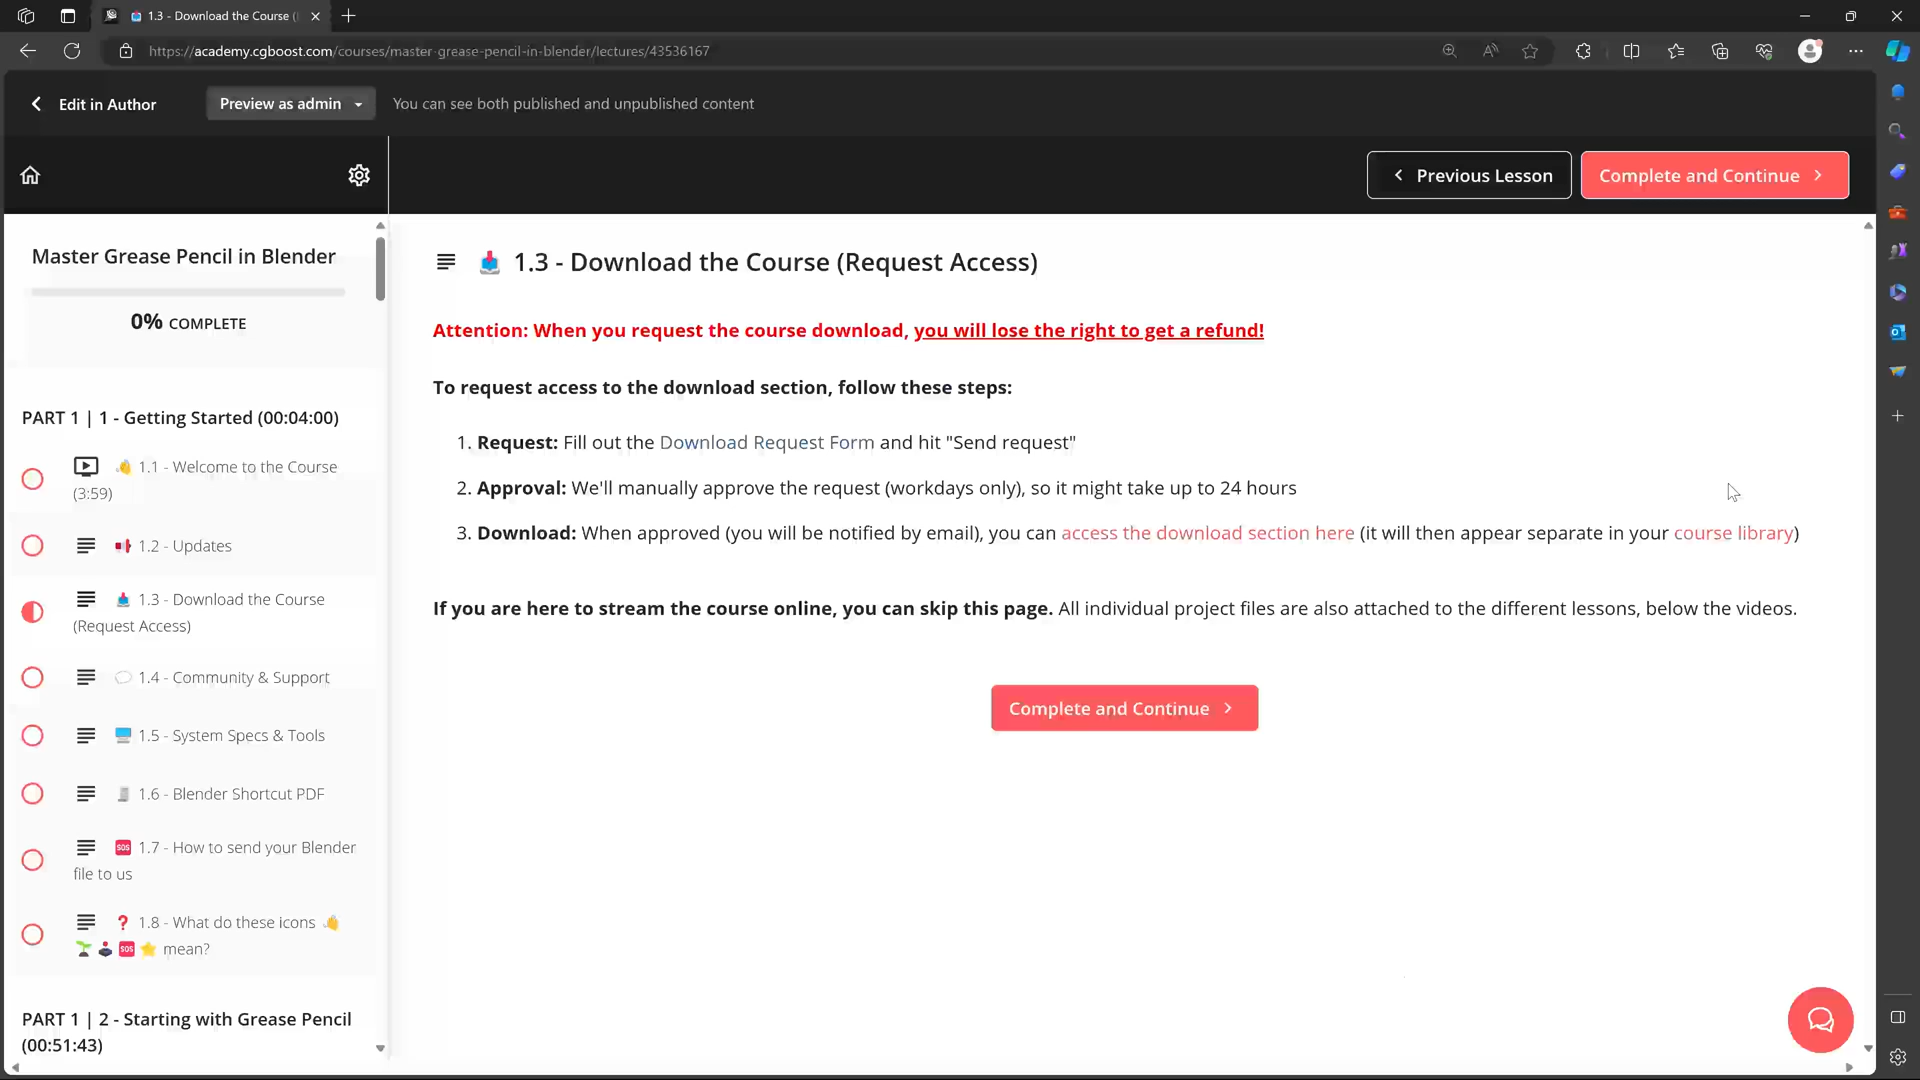 1.3 - Download the Course (
https://academy.cgboost.com/courses/master-grease-pencil-in-blender/lectures/43536167
Edit in Author
Preview as admin
You can see both published and unpublished content
Previous Lesson
Complete and Continue
Master Grease Pencil in Blender
0% COMPLETE
PART 1 | 1 - Getting Started (00:04:00)
1.1 - Welcome to the Course
(3:59)
1.2 - Updates
1.3 - Download the Course
(Request Access)
1.4 - Community & Support
1.5 - System Specs & Tools
1.6 - Blender Shortcut PDF
SOS 1.7 - How to send your Blender
file to us
❓ 1.8 - What do these icons
SOS mean?
PART 1 | 2 - Starting with Grease Pencil
(00:51:43)
1.3 - Download the Course (Request Access)
Attention: When you request the course download, you will lose the right to get a refund!
To request access to the download section, follow these steps:
1. Request: Fill out the Download Request Form and hit "Send request"
2. Approval: We'll manually approve the request (workdays only), so it might take up to 24 hours
3. Download: When approved (you will be notified by email), you can access the download section here (it will then appear separate in your course library)
If you are here to stream the course online, you can skip this page. All individual project files are also attached to the different lessons, below the videos.
Complete and Continue